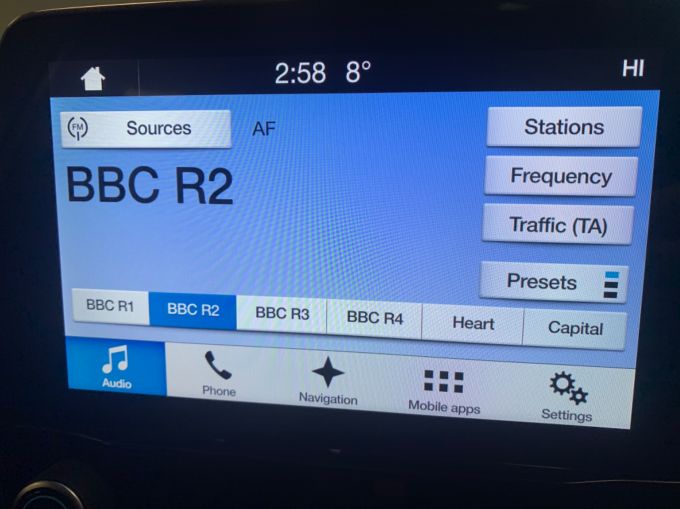 2:58 8° HI
FM Sources AF Stations
BBC R2
Frequency
Traffic (TA)
Presets
BBC R1 BBC R2 BBC R3 BBC R4 Heart Capital
Audio Phone Navigation Mobile apps Settings